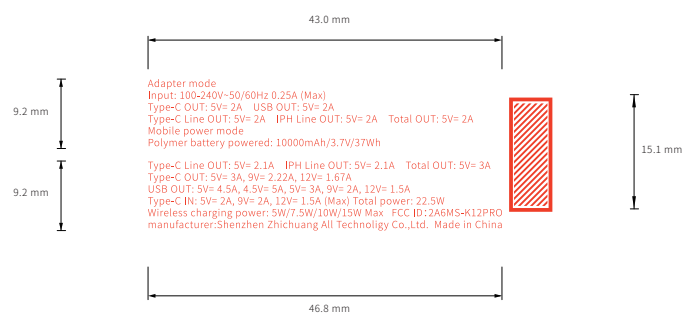 43.0 mm
Adapter mode
Input: 100-240V~50/60Hz 0.25A (Max)
Type-C OUT: 5V= 2A USB OUT: 5V= 2A
9.2 mm
Type-C Line OUT: 5V= 2A IPH Line OUT: 5V= 2A Total OUT: 5V= 2A
Mobile power mode
Polymer battery powered: 10000mAh/3.7V/37Wh
15.1 mm
Type-C Line OUT: 5V= 2.1A IPH Line OUT: 5V= 2.1A Total OUT: 5V= 3A
Type-C OUT: 5V= 3A, 9V= 2.22A, 12V= 1.67A
USB OUT: 5V= 4.5A, 4.5V= 5A, 5V= 3A, 9V= 2A, 12V= 1.5A
9.2 mm
Type-C IN: 5V= 2A, 9V= 2A, 12V= 1.5A (Max) Total power: 22.5W
Wireless charging power: 5W/7.5W/10W/15W Max FCC ID:2A6MS-K12PRO
manufacturer:Shenzhen Zhichuang All Technoligy Co.,Ltd. Made in China
46.8 mm